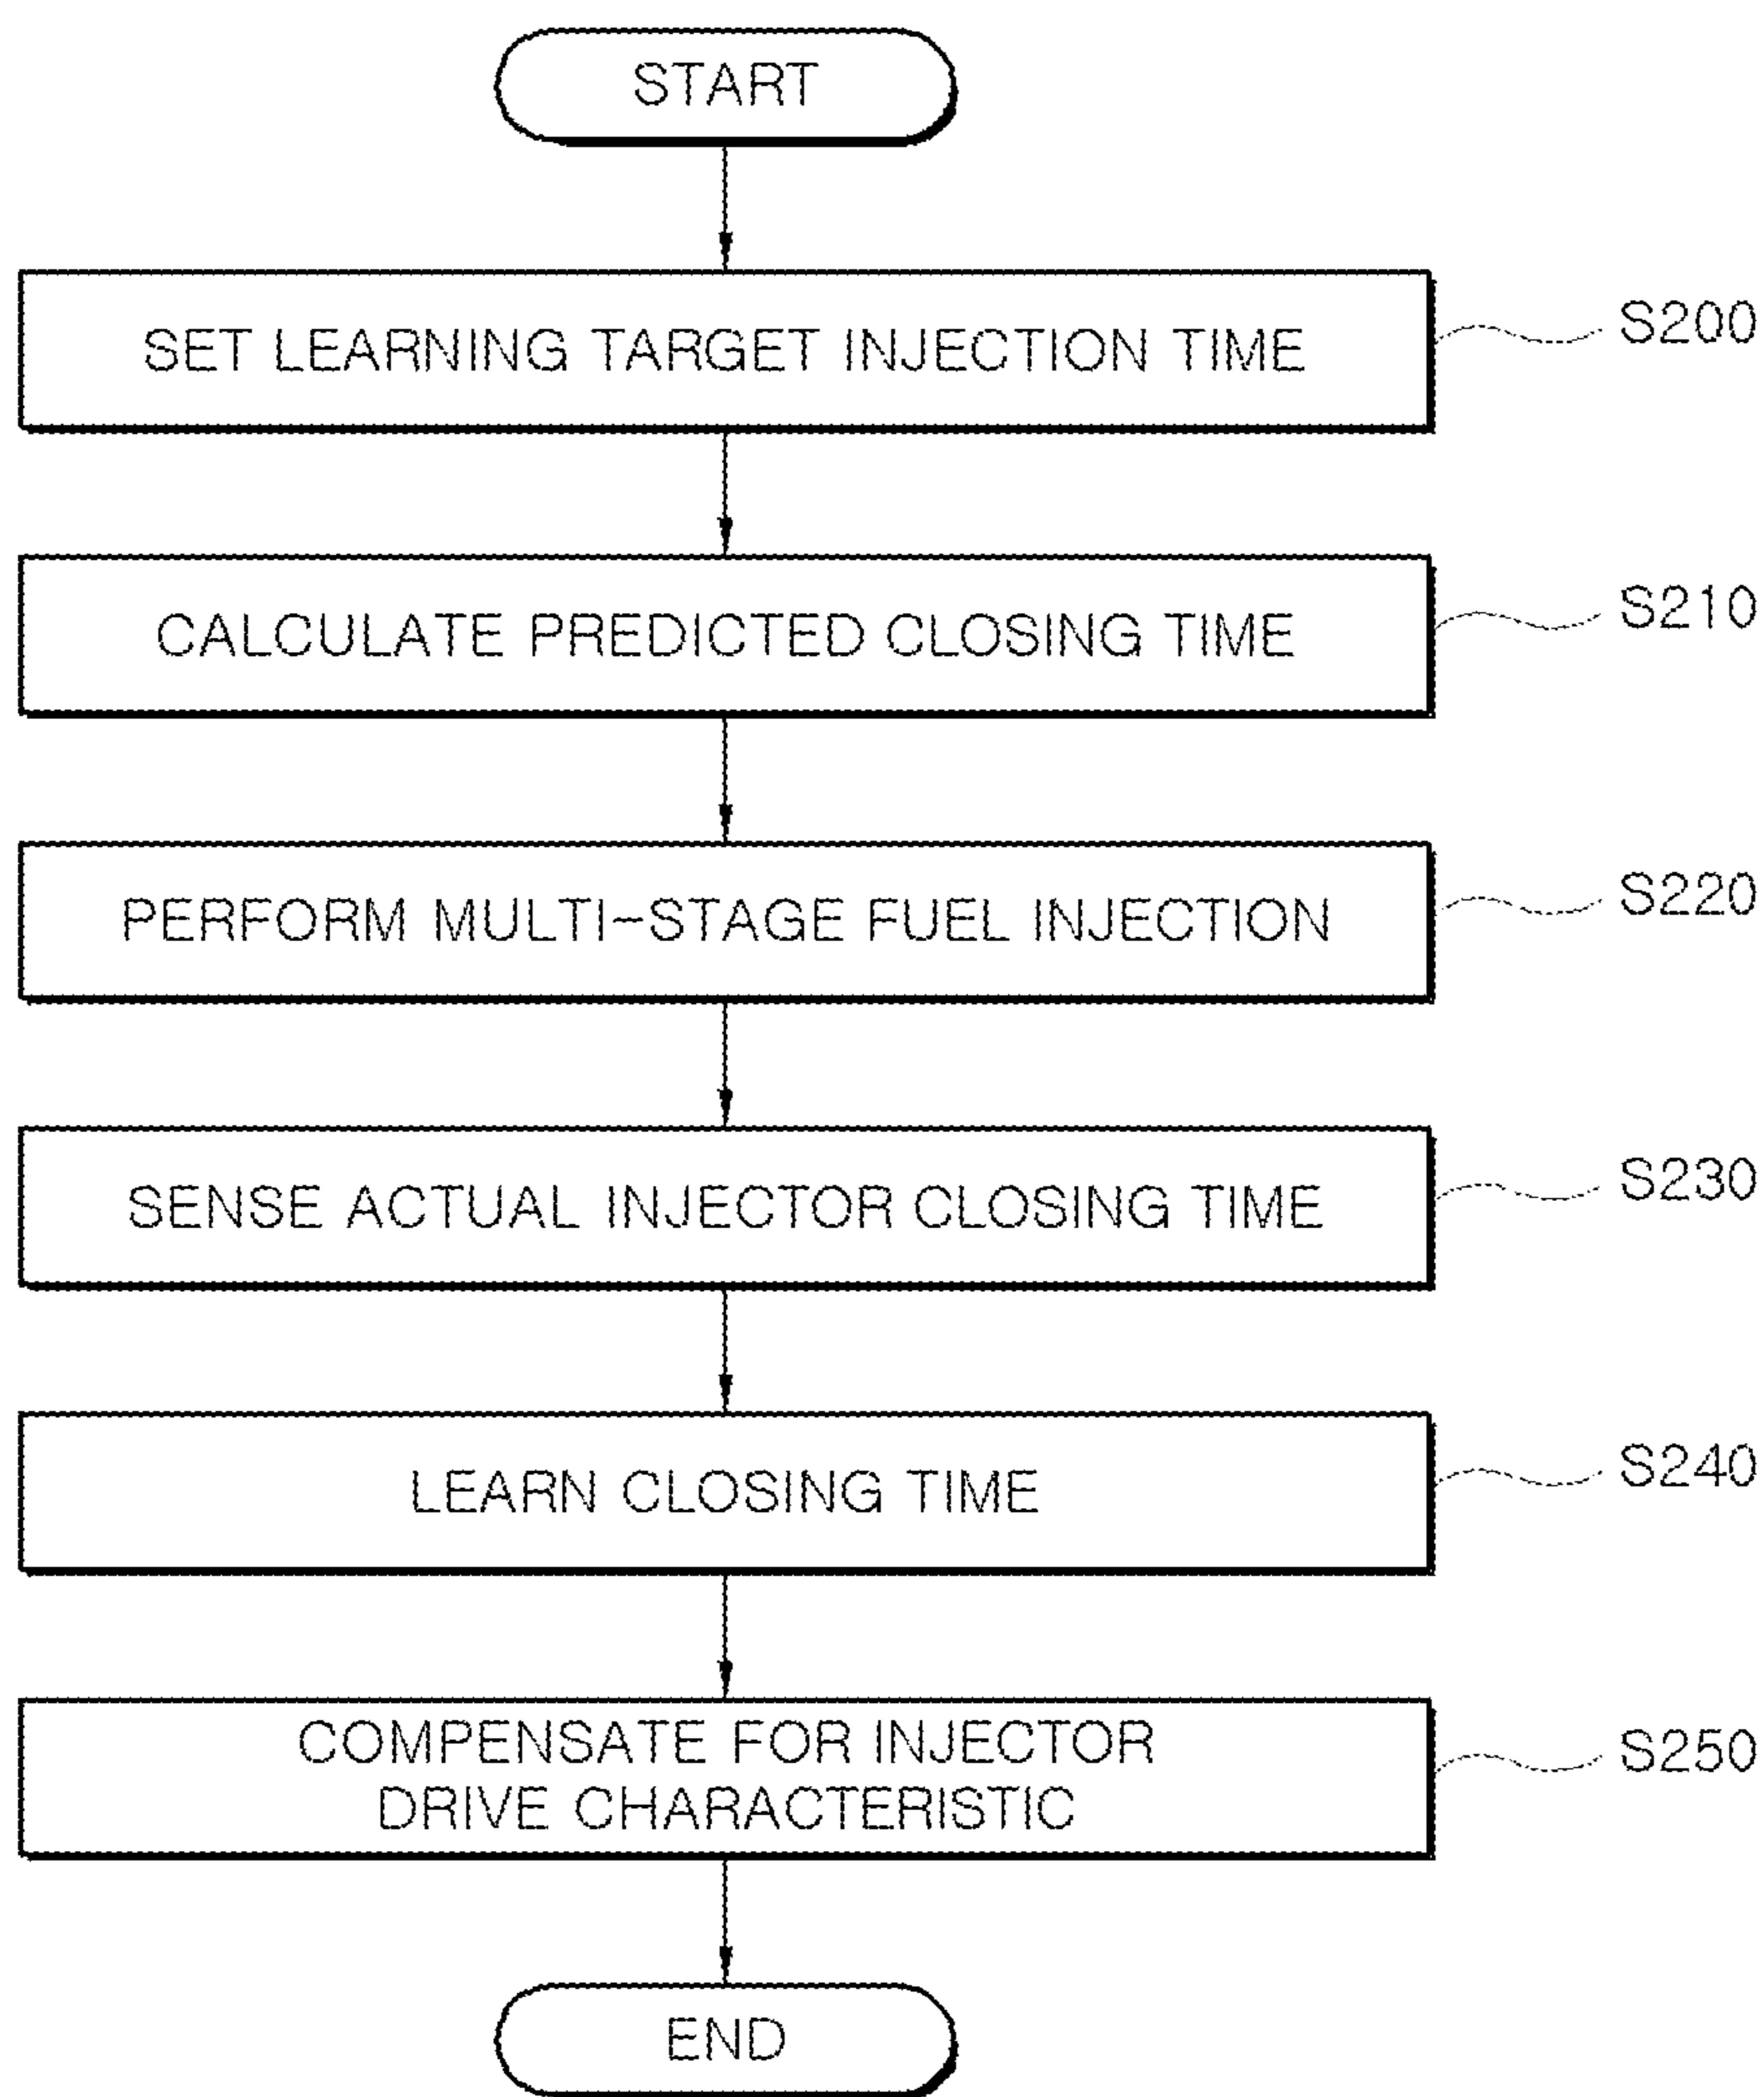 START
SET LEARNING TARGET INJECTION TIME
S200
CALCULATE PREDICTED CLOSING TIME
S210
PERFORM MULTI-STAGE FUEL INJECTION
S220
SENSE ACTUAL INJECTOR CLOSING TIME
S230
LEARN CLOSING TIME
S240
COMPENSATE FOR INJECTOR
DRIVE CHARACTERISTIC
S250
END